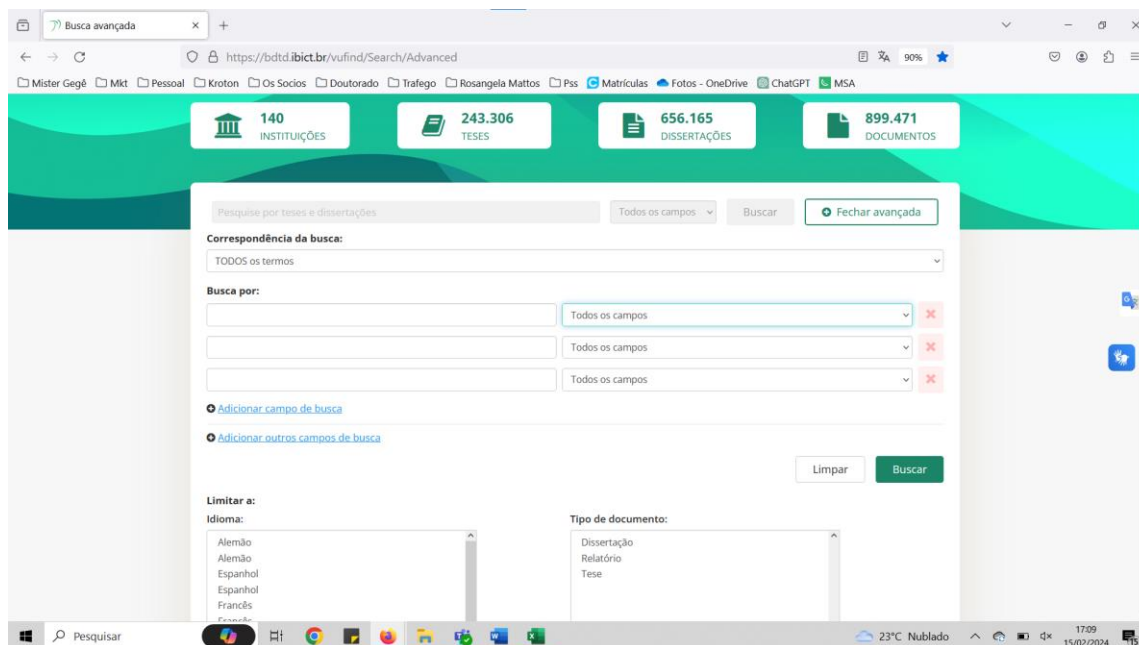 Busca avançada
https://bdtd.ibict.br/vufind/Search/Advanced
90%
Mister Gegê Mkt Pessoal Kroton Os Socios Doutorado Trafego Rosangela Mattos Pss Matrículas Fotos - OneDrive ChatGPT MSA
140 243.306 656.165 899.471
INSTITUIÇÕES TESES DISSERTAÇÕES DOCUMENTOS
Pesquise por teses e dissertações Todos os campos Buscar Fechar avançada
Correspondência da busca:
TODOS os termos
Busca por:
Todos os campos
Todos os campos
Todos os campos
Adicionar campo de busca
Adicionar outros campos de busca
Limpar Buscar
Limitar a:
Idioma: Tipo de documento:
Alemão Dissertação
Alemão Relatório
Espanhol Tese
Espanhol
Francês
Francês
Pesquisar 23°C Nublado 17:09
15/02/2024